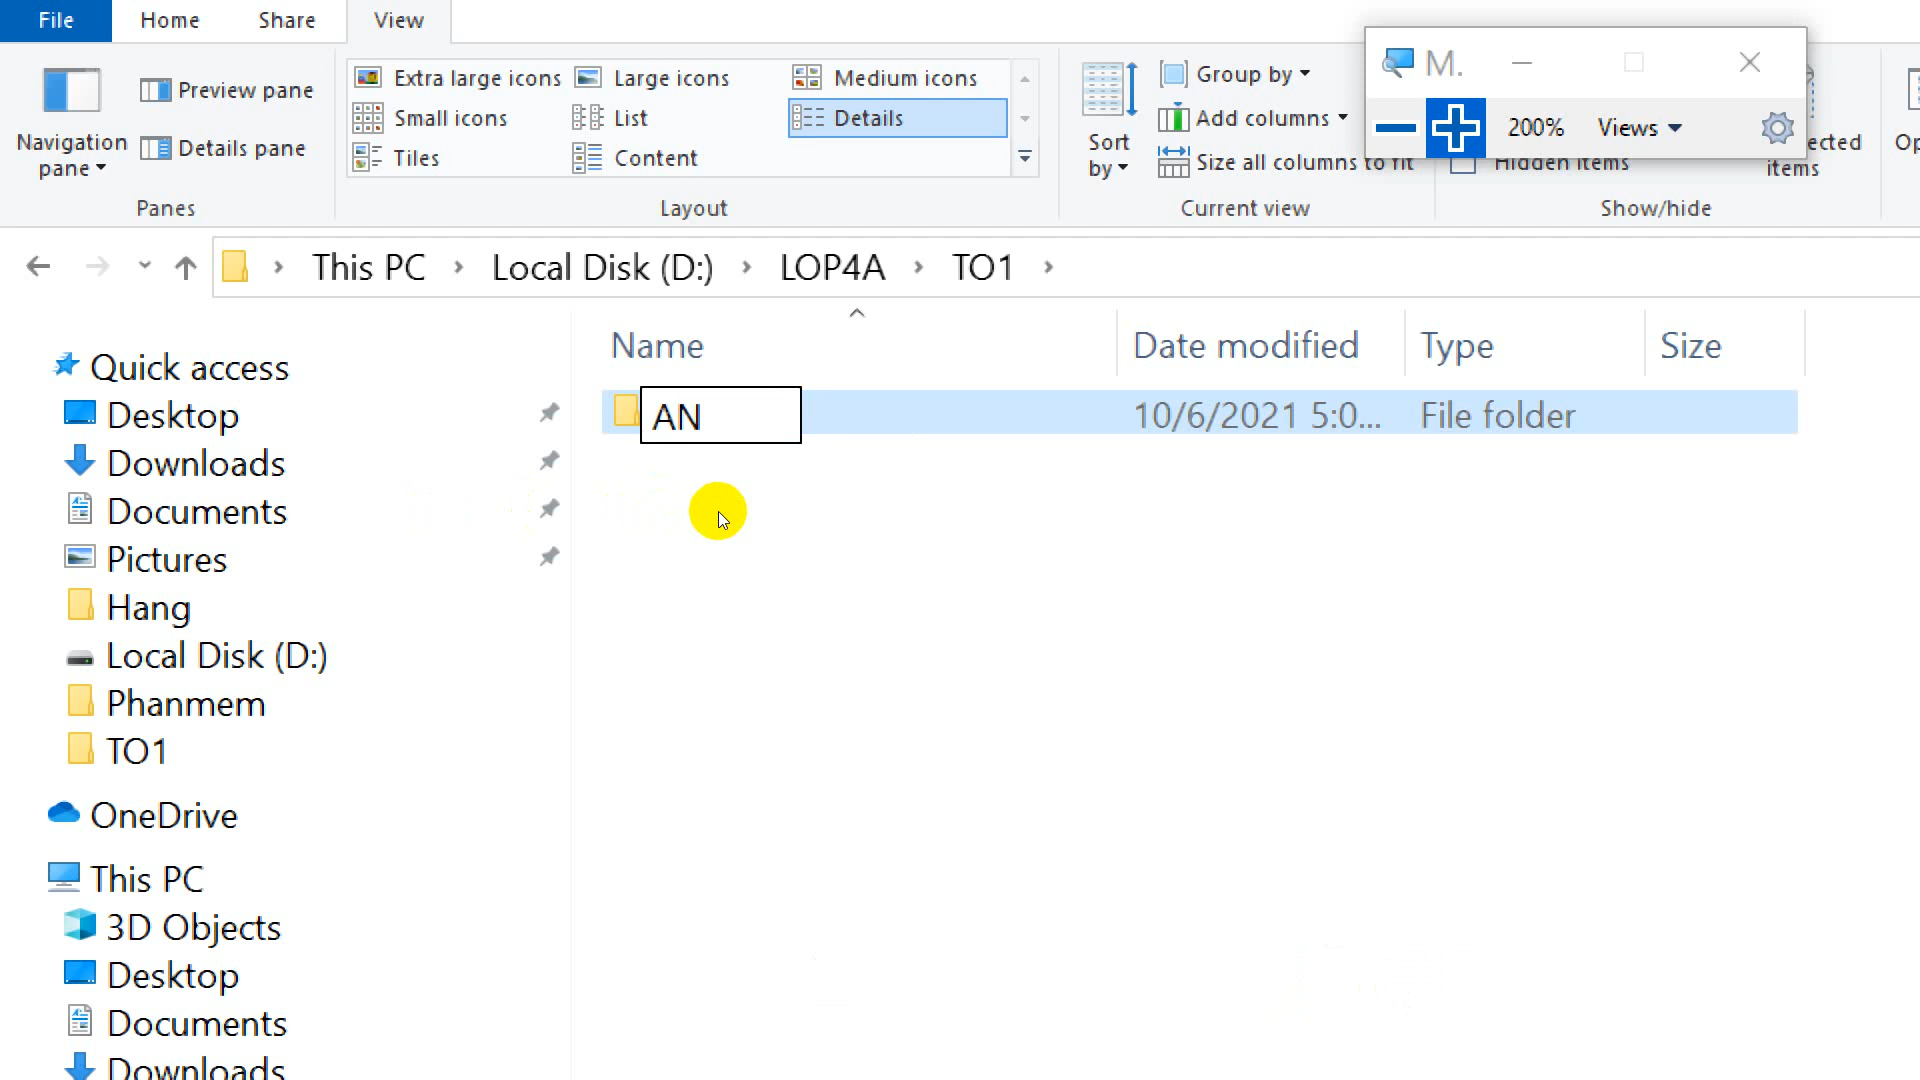 File Home Share View
M.
Extra large icons Large icons Medium icons
Group by
Preview pane
Small icons List Details
Add columns
200% Views
Navigation pane
Details pane
Sort by
Tiles Content
Size all columns to fit
Hidden items
items
Panes Layout Current view Show/hide
This PC Local Disk (D:) LOP4A TO1
Name Date modified Type Size
AN 10/6/2021 5:0... File folder
Quick access
Desktop
Downloads
Documents
Pictures
Hang
Local Disk (D:)
Phanmem
TO1
OneDrive
This PC
3D Objects
Desktop
Documents
Downloads